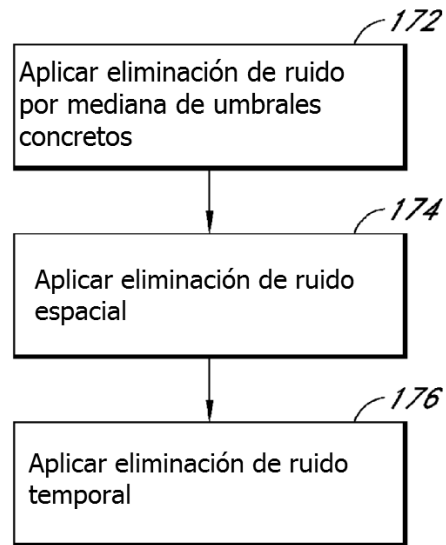 172
Aplicar eliminación de ruido
por mediana de umbrales
concretos
174
Aplicar eliminación de ruido
espacial
176
Aplicar eliminación de ruido
temporal